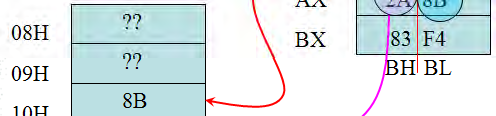 AX 2A 8B
08H ??
BX 83 F4
09H ??
BH BL
10H 8B